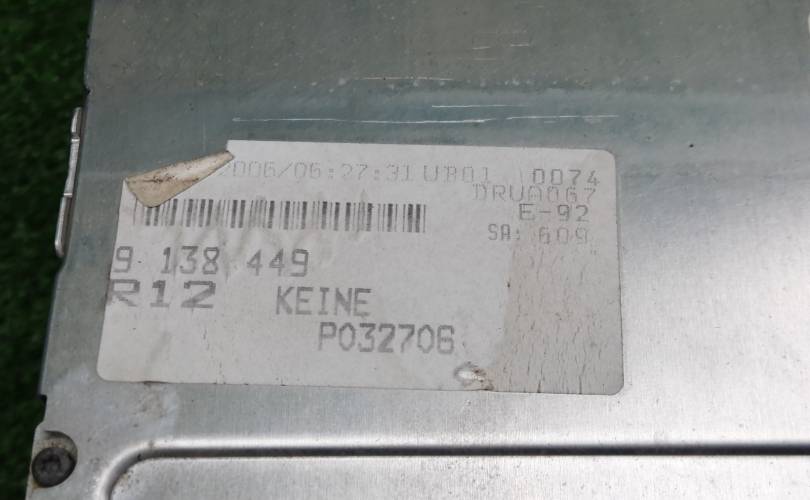 2006/06:27:31 UB01 0074
DRUA067
E-92
SA: 609
9 138 449
R12 KEINE
P032706